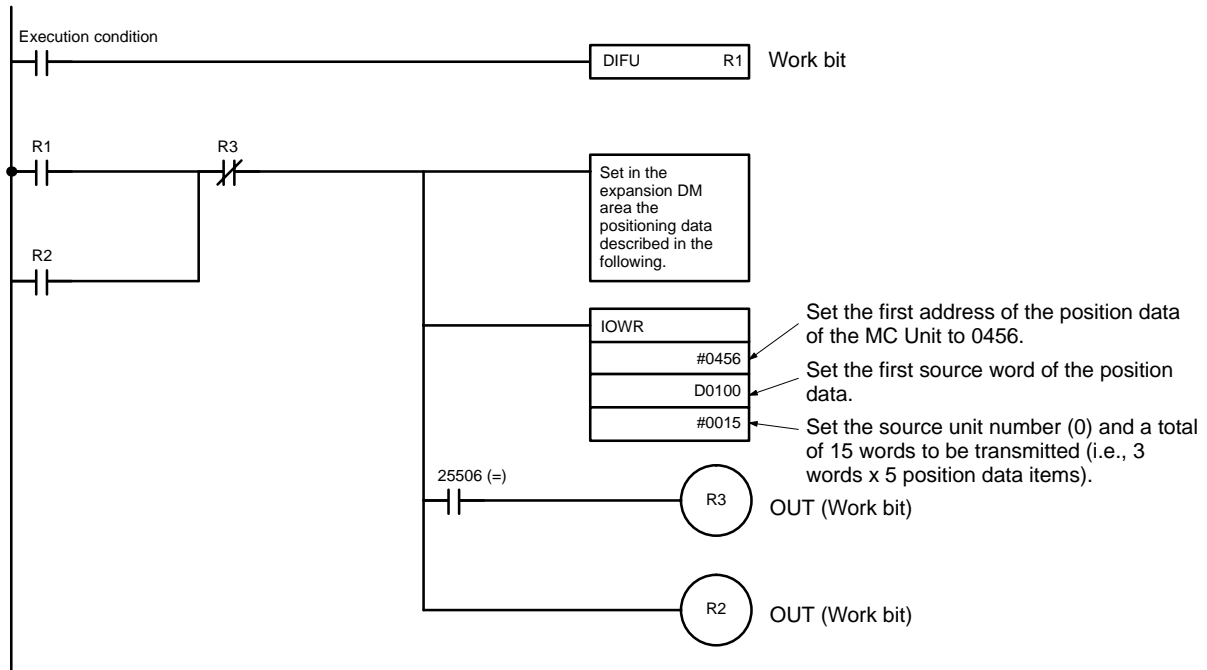 Execution condition
DIFU R1 Work bit
R1
R3
Set in the
expansion DM
area the
positioning data
described in the
following.
R2
IOWR
#0456
D0100
#0015
Set the first address of the position data
of the MC Unit to 0456.
Set the first source word of the position
data.
Set the source unit number (0) and a total
of 15 words to be transmitted (i.e., 3
words x 5 position data items).
25506 (=)
R3
OUT (Work bit)
R2
OUT (Work bit)